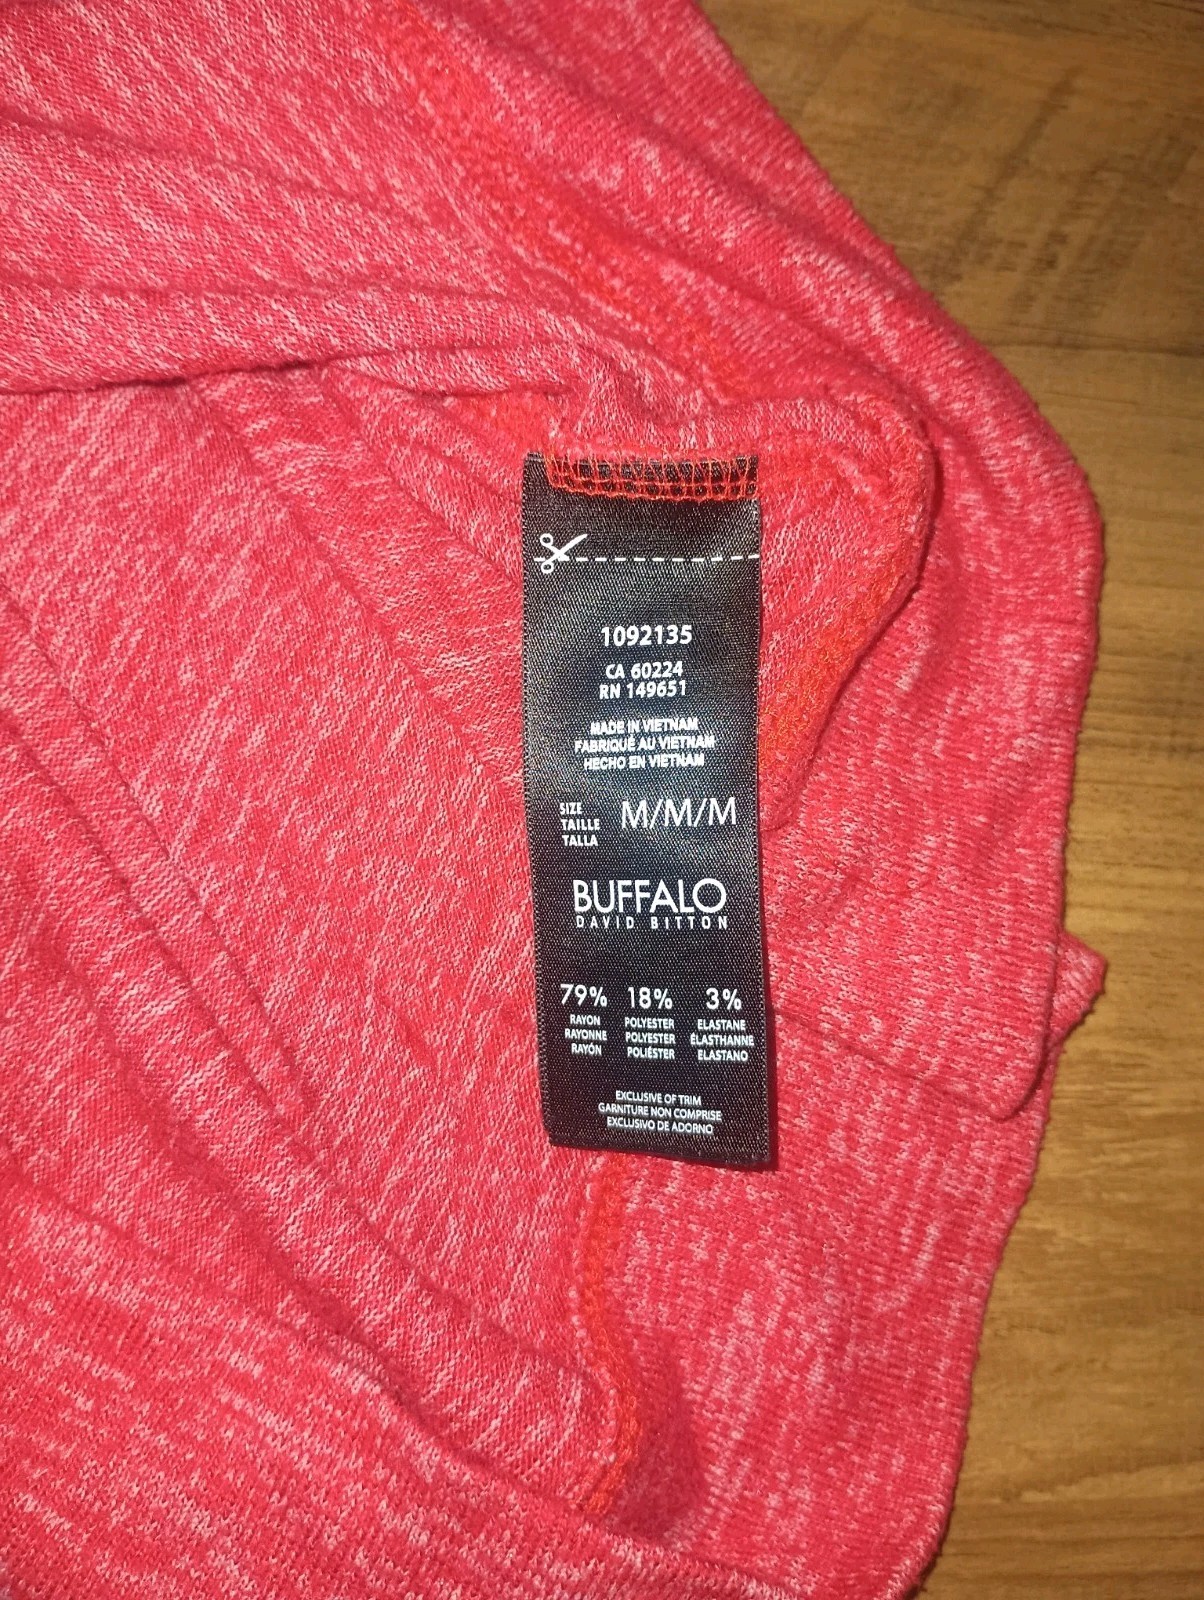 1092135
CA 60224
RN 149651
MADE IN VIETNAM
FABRIQUÉ AU VIETNAM
HECHO EN VIETNAM
SIZE
TAILLE
TALLA
M/M/M
BUFFALO
DAVID BITTON
79% 18% 3%
RAYON POLYESTER ELASTANE
RAYONNE POLYESTER ÉLASTHANNE
RAYÓN POLIÉSTER ELASTANO
EXCLUSIVE OF TRIM
GARNITURE NON COMPRISE
EXCLUSIVO DE ADORNO